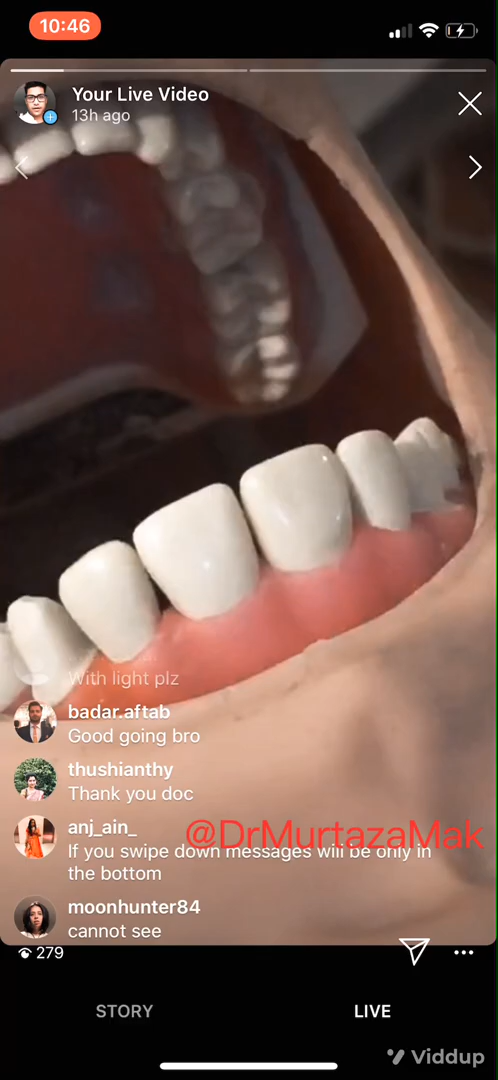 10:46
Your Live Video
13h ago
With light plz
badar.aftab
Good going bro
thushianthy
Thank you doc
anj_ain_
@DrMurtazaMak
If you swipe down messages will be only in
the bottom
moonhunter84
cannot see
279
STORY
LIVE
Viddup